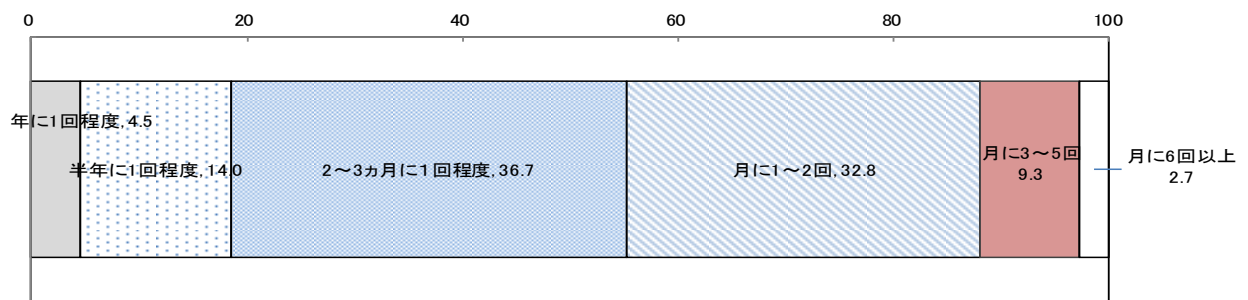 0 20 40 60 80 100
年に1回程度, 4.5
半年に1回程度, 14.0
2～3ヵ月に1回程度, 36.7
月に1～2回, 32.8
月に3～5回
9.3
月に6回以上
2.7